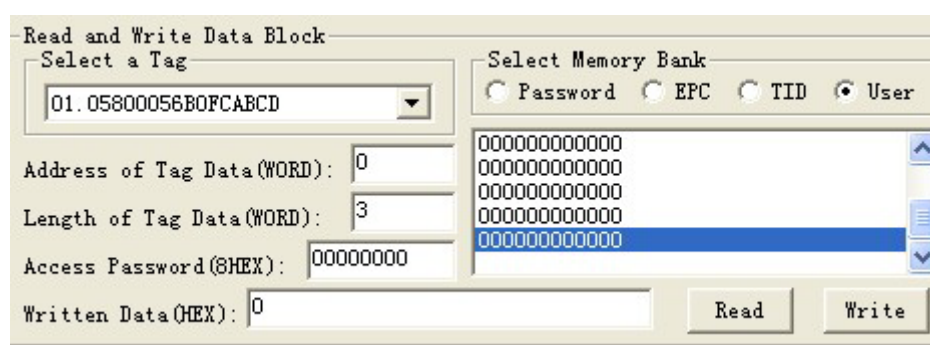 Read and Write Data Block
Select a Tag
01.05800056B0FCABCD
Address of Tag Data(WORD): 0
Length of Tag Data(WORD): 3
Access Password(8HEX): 00000000
Select Memory Bank
Password EPC TID User
000000000000
000000000000
000000000000
000000000000
000000000000
Written Data(HEX): 0
Read Write